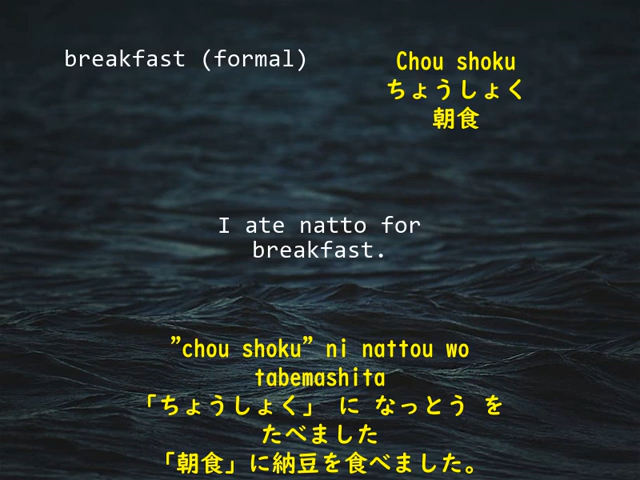 breakfast (formal)
Chou shoku
ちょうしょく
朝食
I ate natto for
breakfast.
”chou shoku” ni nattou wo
tabemashita
「ちょうしょく」 に なっとう を
たべました
「朝食」に納豆を食べました。